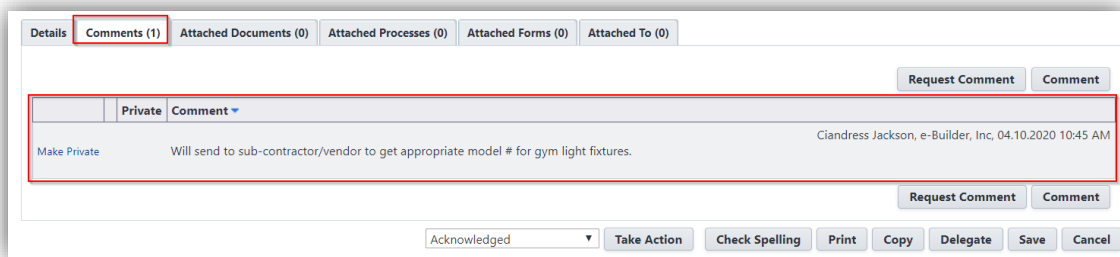 Details Comments (1) Attached Documents (0) Attached Processes (0) Attached Forms (0) Attached To (0)
Request Comment Comment
Private Comment
Ciandress Jackson, e-Builder, Inc, 04.10.2020 10:45 AM
Make Private Will send to sub-contractor/vendor to get appropriate model # for gym light fixtures.
Request Comment Comment
Acknowledged Take Action Check Spelling Print Copy Delegate Save Cancel